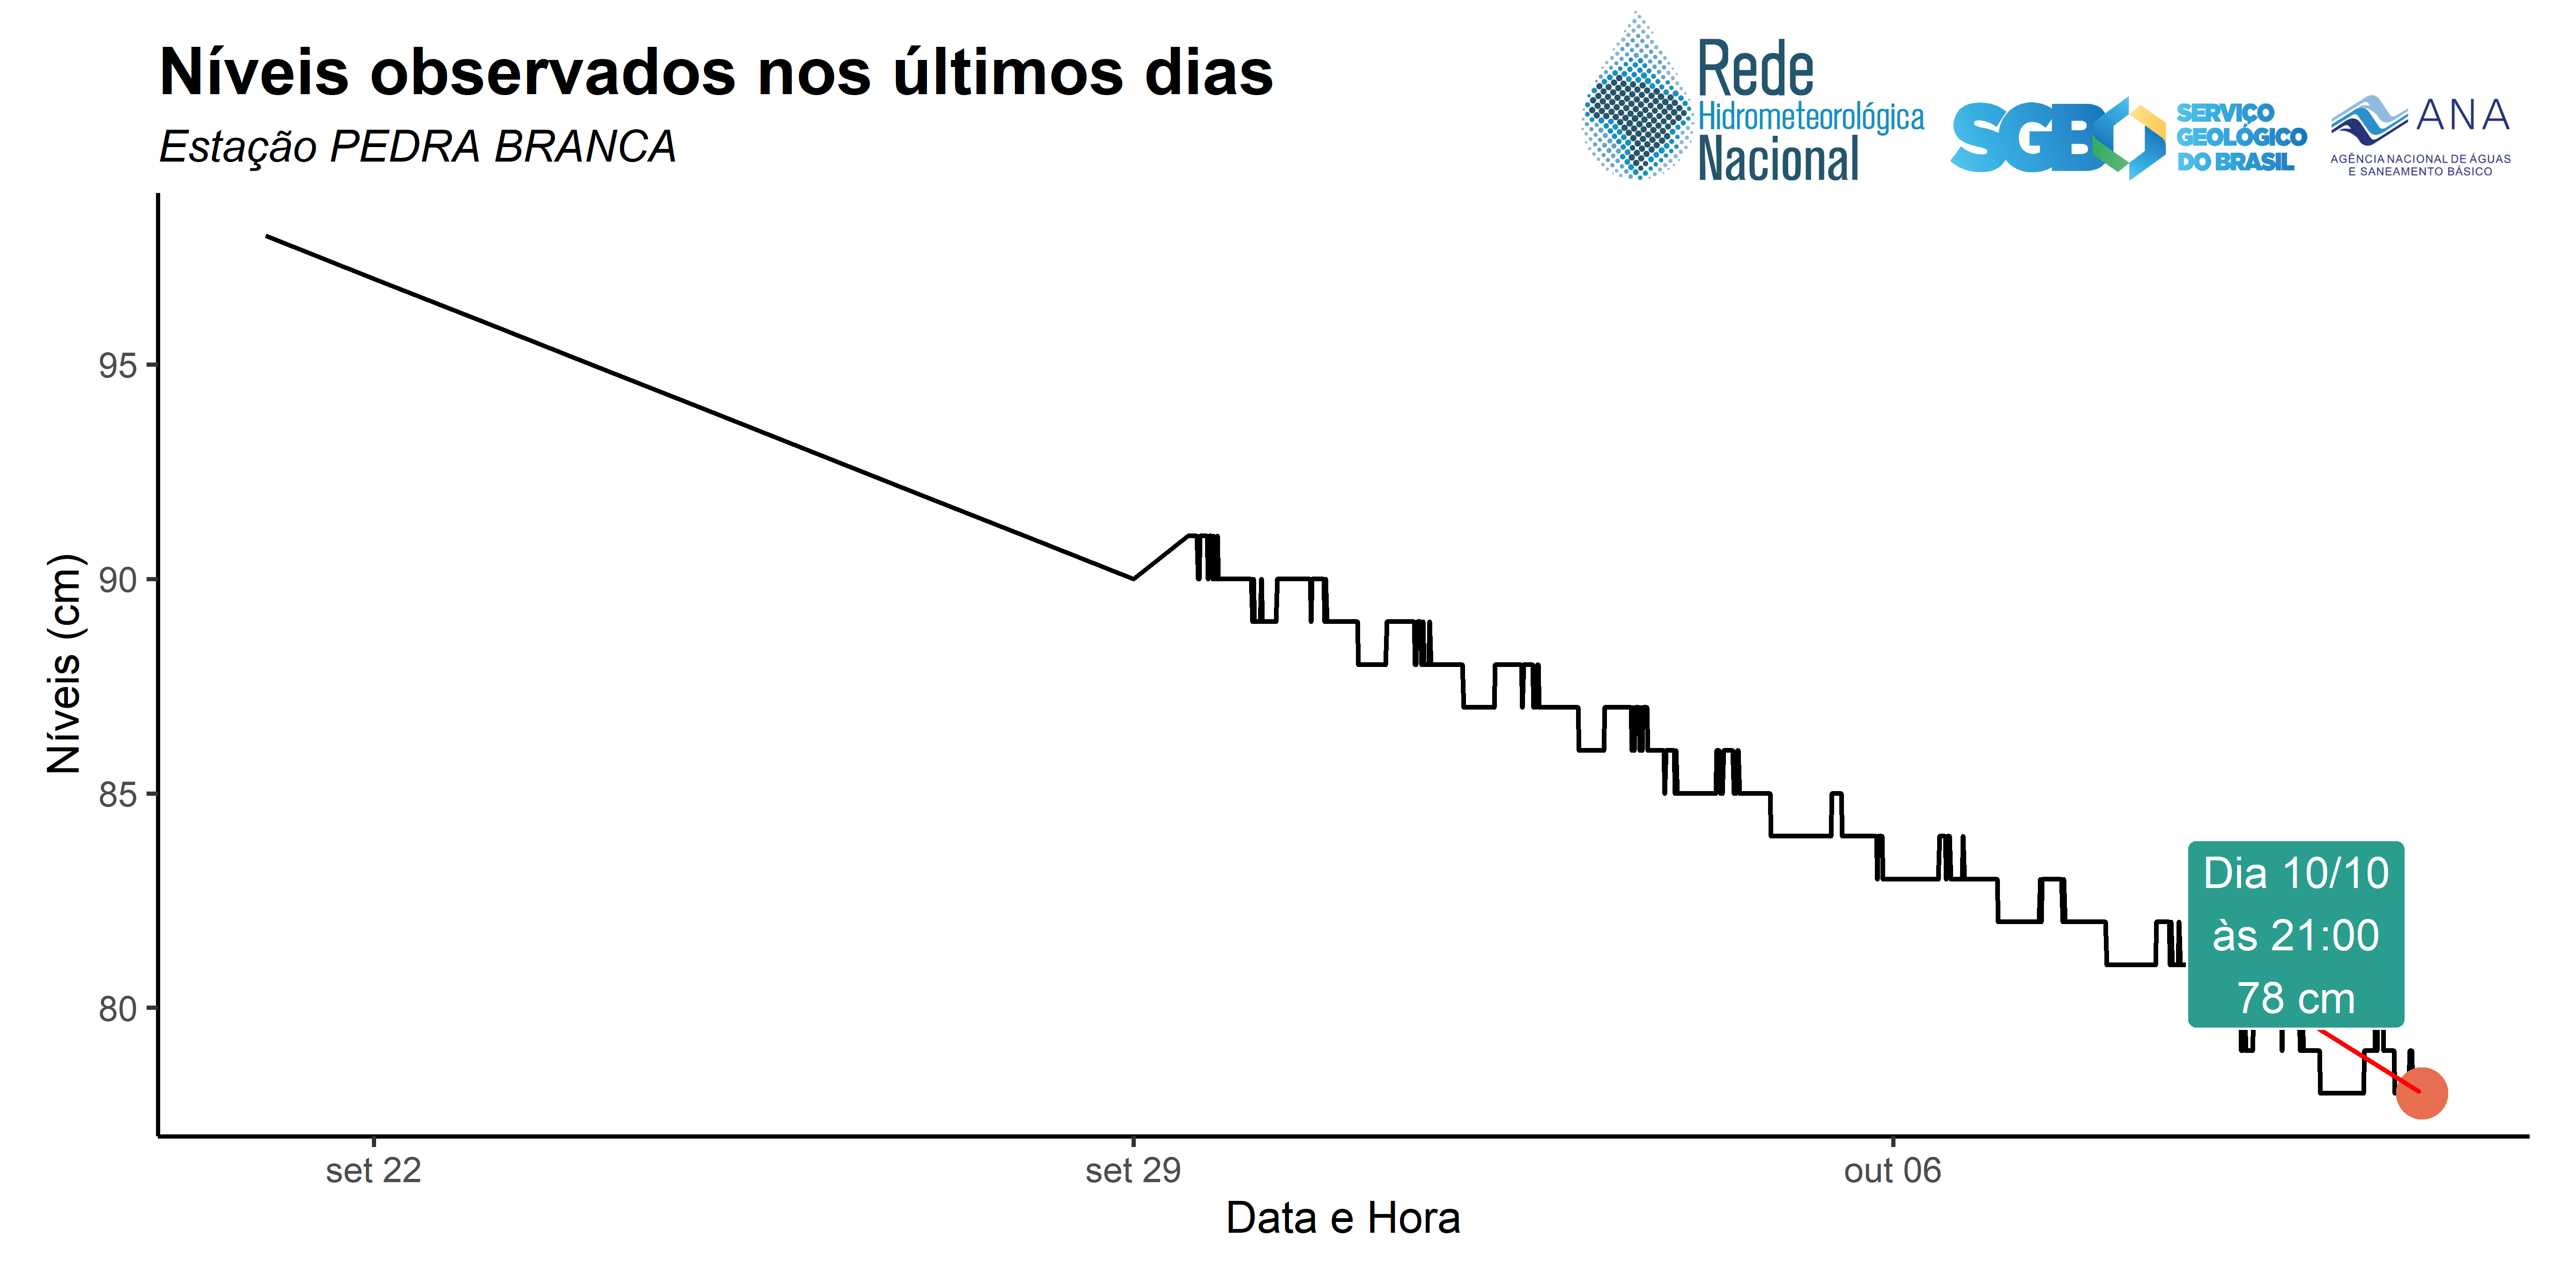 Níveis observados nos últimos dias
Estação PEDRA BRANCA
Rede
Hidrometeorológica
Nacional
SGB
SERVIÇO
GEOLÓGICO
DO BRASIL
ANA
AGÊNCIA NACIONAL DE ÁGUAS
E SANEAMENTO BÁSICO
Níveis (cm)
95
90
85
80
Dia 10/10
às 21:00
78 cm
set 22
set 29
out 06
Data e Hora